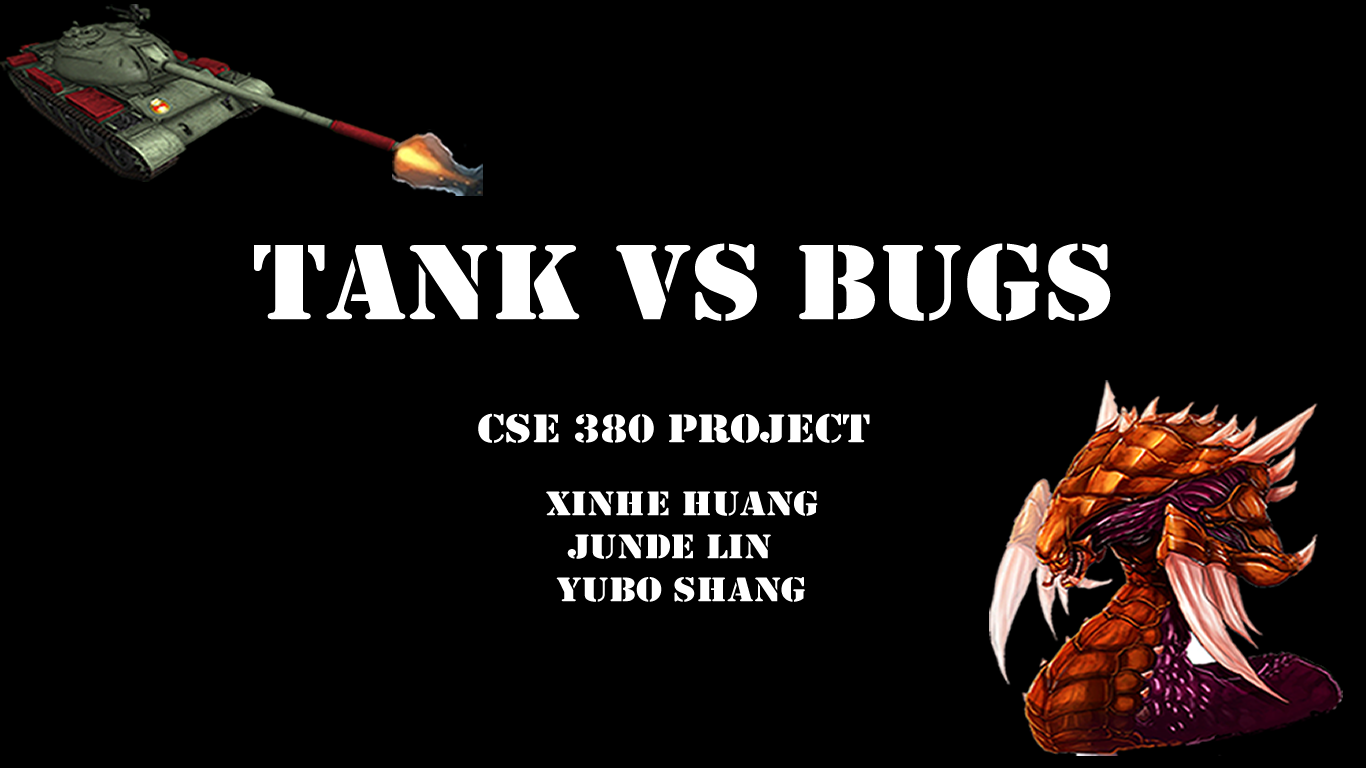 TANK VS BUGS
CSE 380 PROJECT
XINHE HUANG
JUNDE LIN
YUBO SHANG